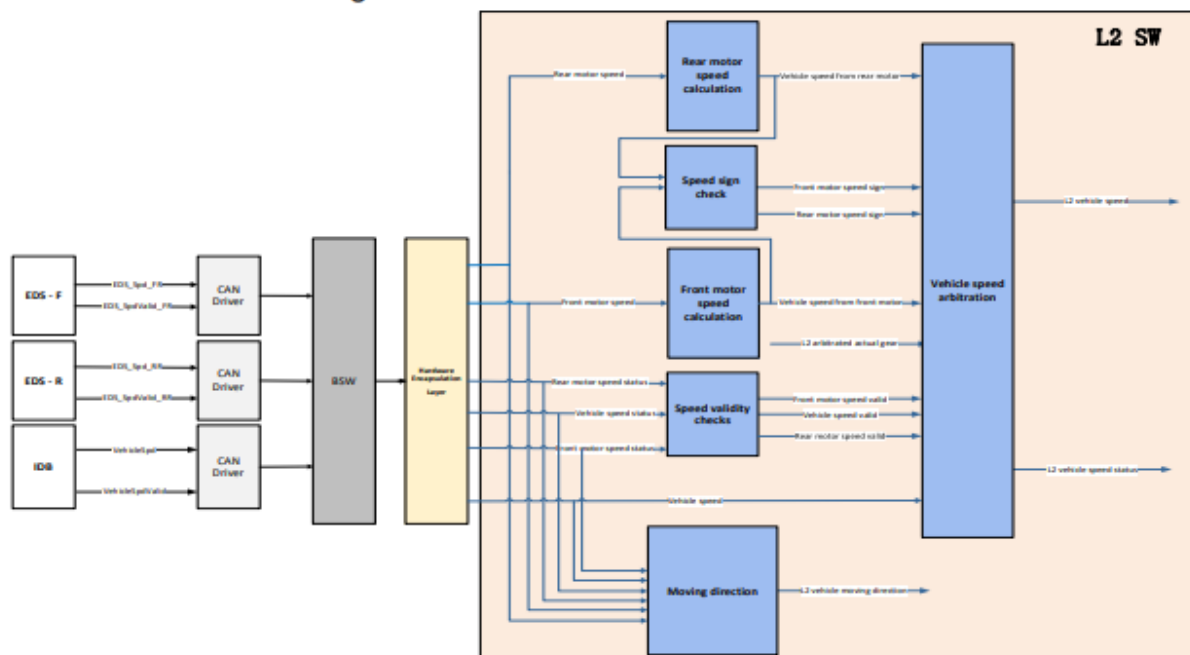 L2 SW
Rear motor speed
Rear motor
speed
calculation
Vehicle speed from rear motor
Speed sign
check
Front motor speed sign
Rear motor speed sign
L2 vehicle speed
EDS - F
EDS_Spd_FR
EDS_SpdValid_FR
CAN
Driver
EDS - R
EDS_Spd_RR
EDS_SpdValid_RR
CAN
Driver
IDB
VehicleSpd
VehicleSpdValid
CAN
Driver
BSW
Hardware
Encapsulation
Layer
Front motor speed
Front motor
speed
calculation
Vehicle speed from front motor
Vehicle speed
arbitration
L2 arbitrated actual gear
Rear motor speed status
Vehicle speed status
Front motor speed status
Speed validity
checks
Front motor speed valid
Vehicle speed valid
Rear motor speed valid
L2 vehicle speed status
Vehicle speed
Moving direction
L2 vehicle moving direction